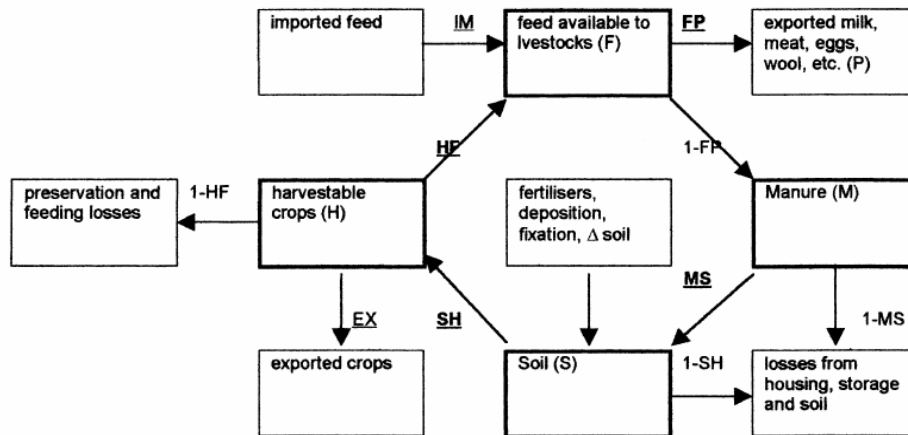 imported feed
IM
feed available to
lvestocks (F)
FP
exported milk,
meat, eggs,
wool, etc. (P)
HF
1-FP
preservation and
feeding losses
1-HF
harvestable
crops (H)
fertilisers,
deposition,
fixation, Δ soil
Manure (M)
MS
EX
SH
1-MS
exported crops
Soil (S)
1-SH
losses from
housing, storage
and soil